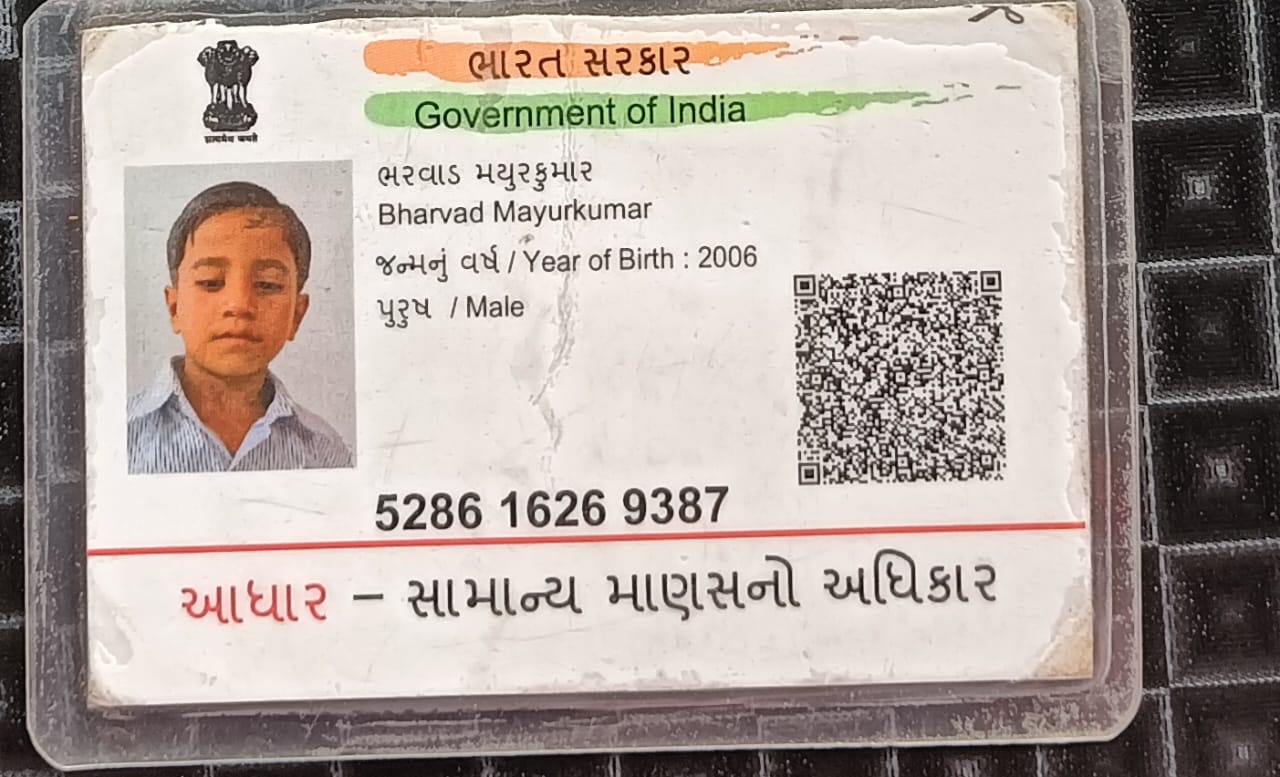 ભારત સરકાર
Government of India
सत्यमेव जयते
ભરવાડ મયુરકુમાર
Bharvad Mayurkumar
જન્મનું વર્ષ / Year of Birth : 2006
પુરુષ / Male
5286 1626 9387
આધાર – સામાન્ય માણસનો અધિકાર